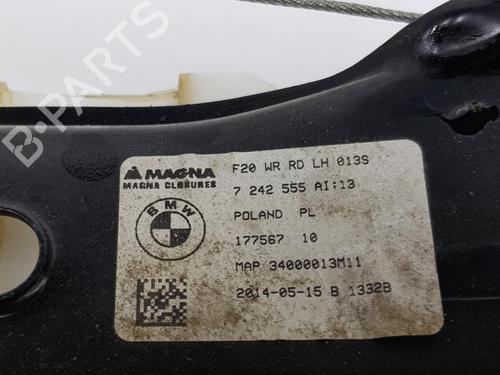 B-PARTS
MAGNA
MAGNA CLOSURES
BMW
F20 WR RD LH 013S
7 242 555 AI:13
POLAND PL
177567 10
MAP 34000013M11
2014-05-15 B 1332B